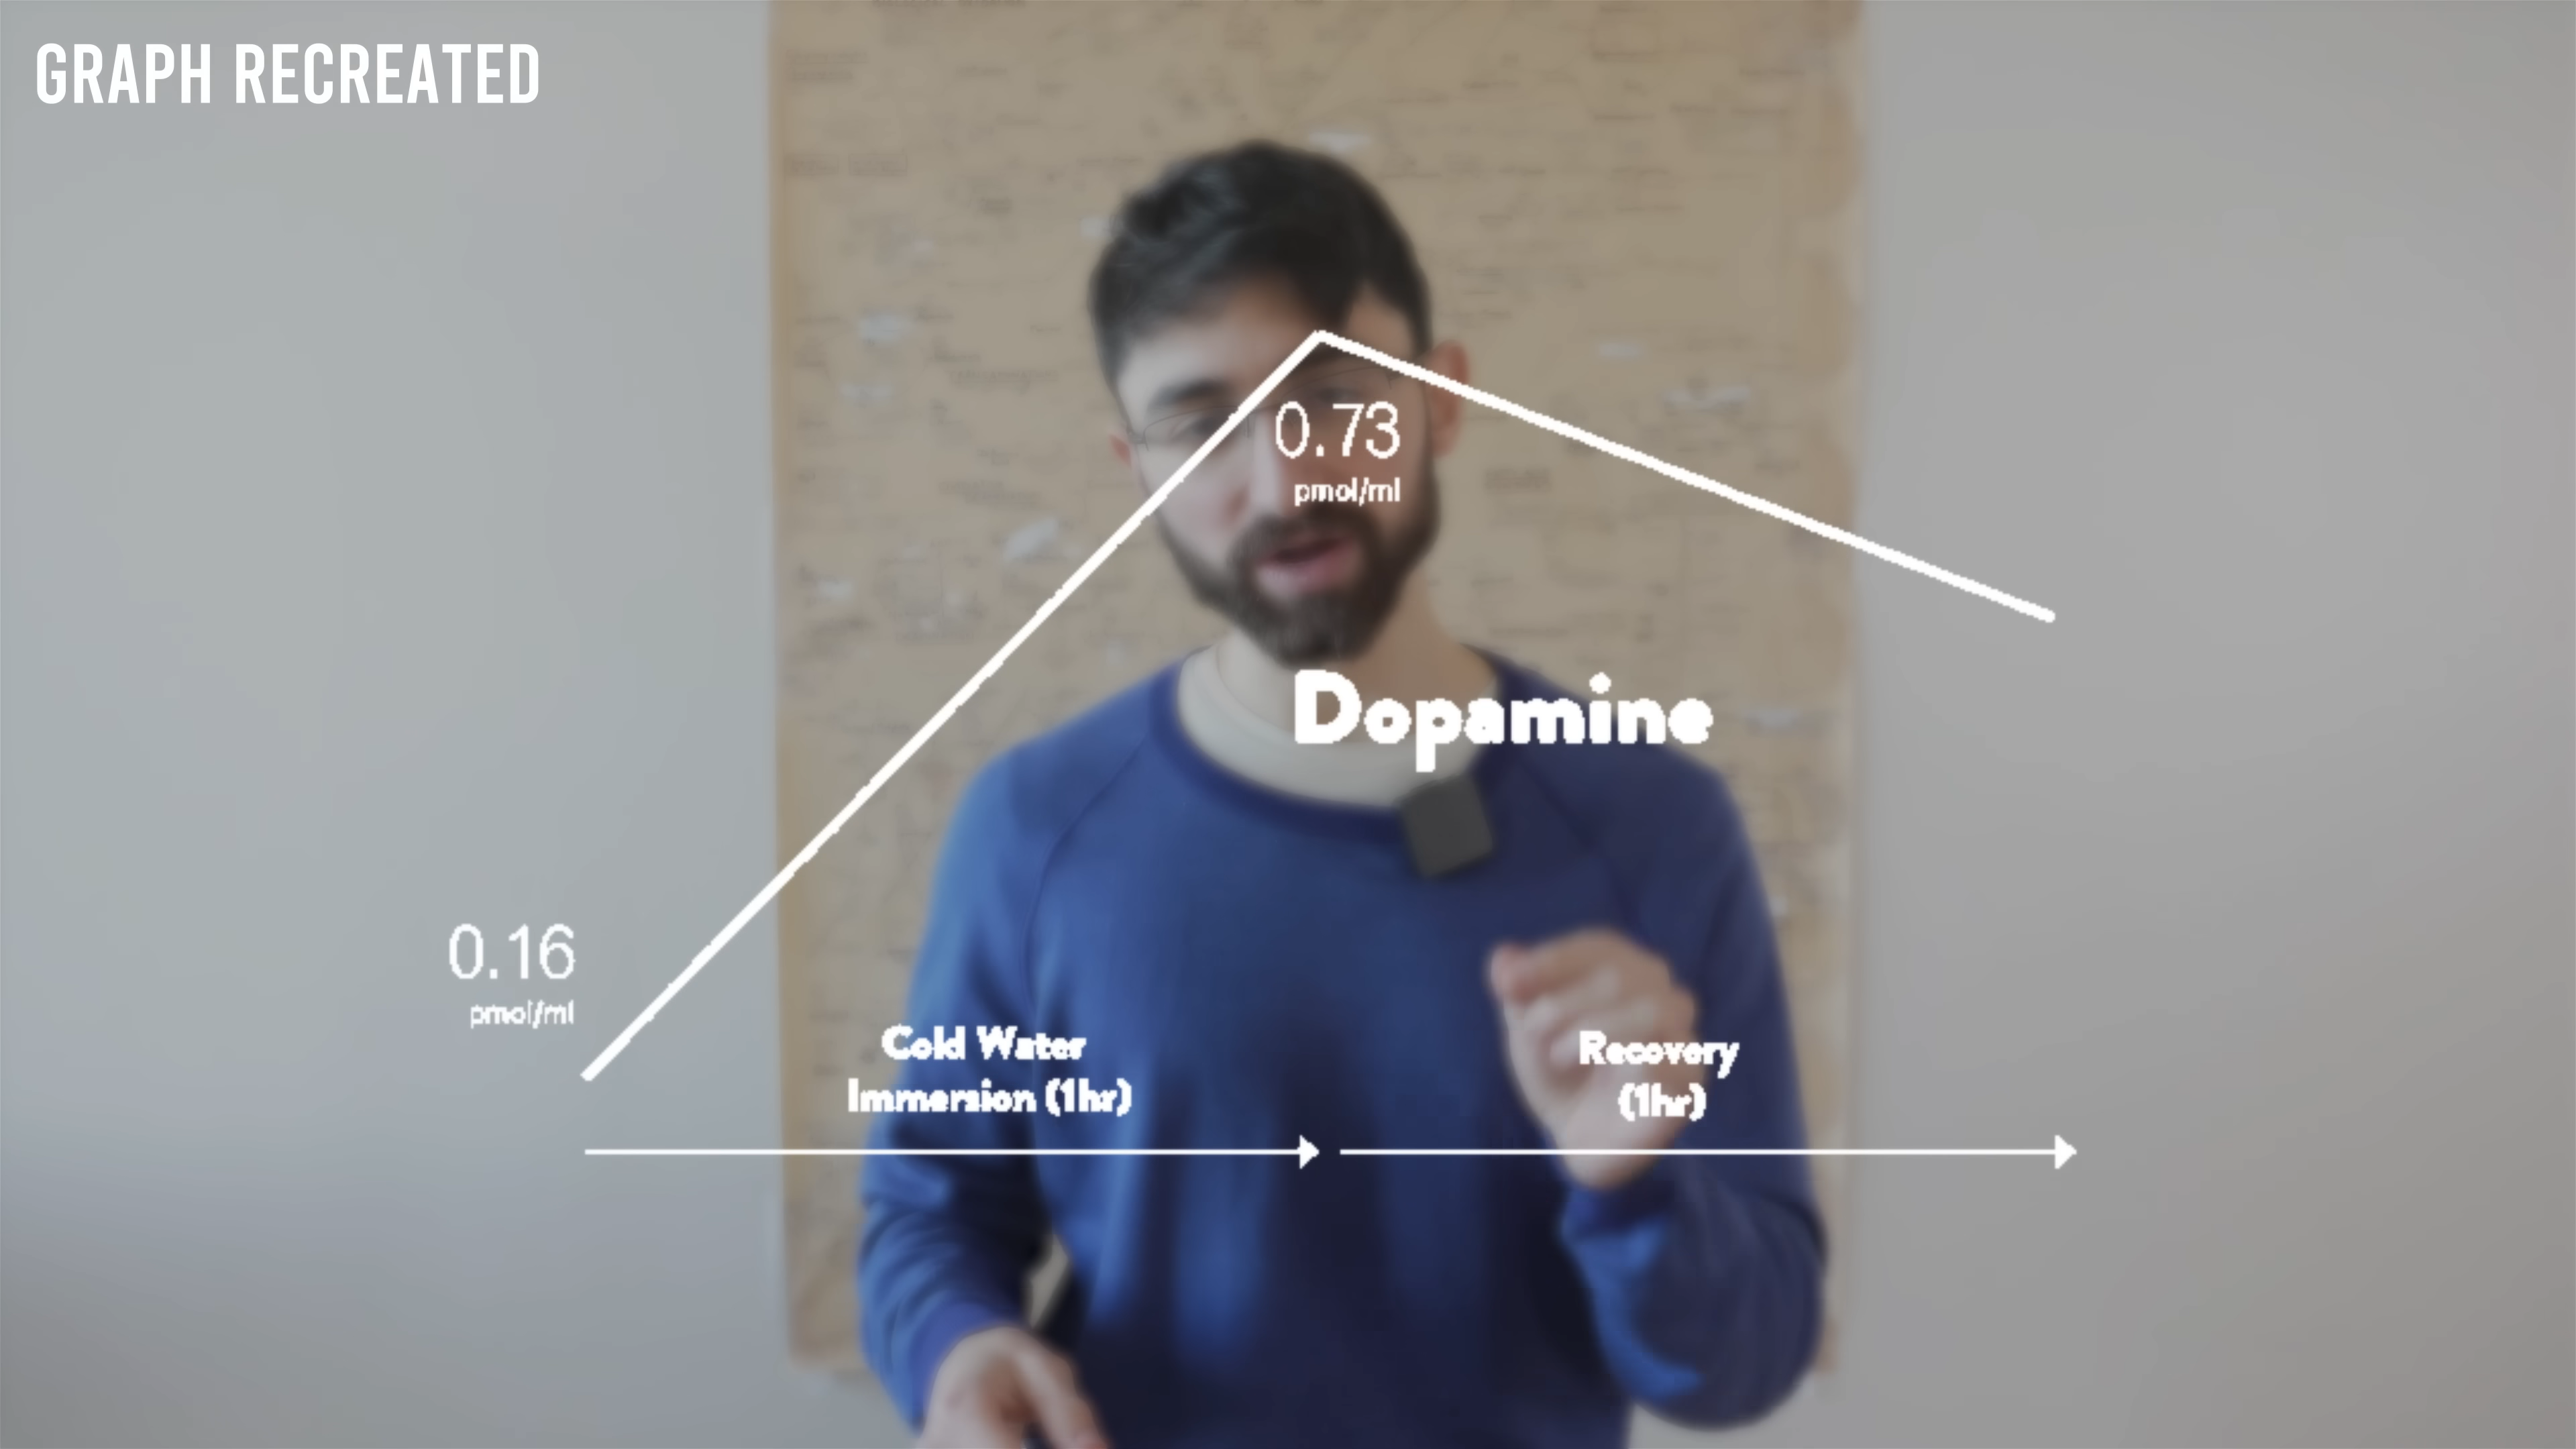 GRAPH RECREATED
0.73
pmol/ml
Dopamine
0.16
pmol/ml
Cold Water
Immersion (1hr)
Recovery
(1hr)